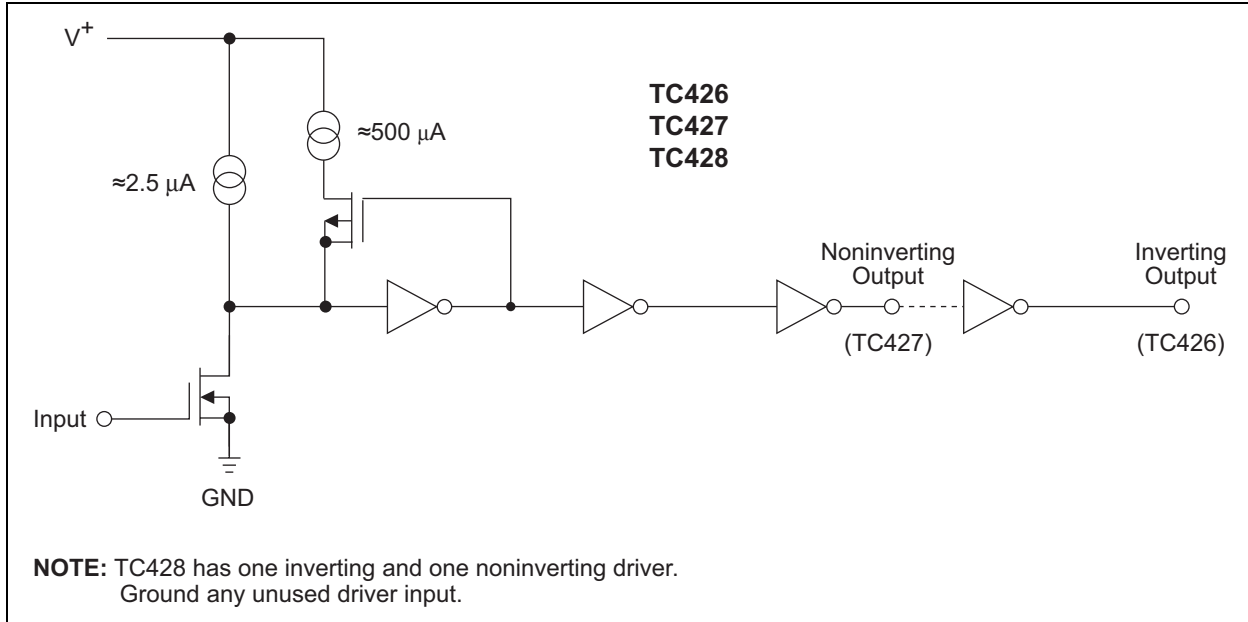 V+
≈500 μA
≈2.5 μA
TC426
TC427
TC428
Noninverting
Output
(TC427)
Inverting
Output
(TC426)
Input
GND
NOTE: TC428 has one inverting and one noninverting driver.
Ground any unused driver input.